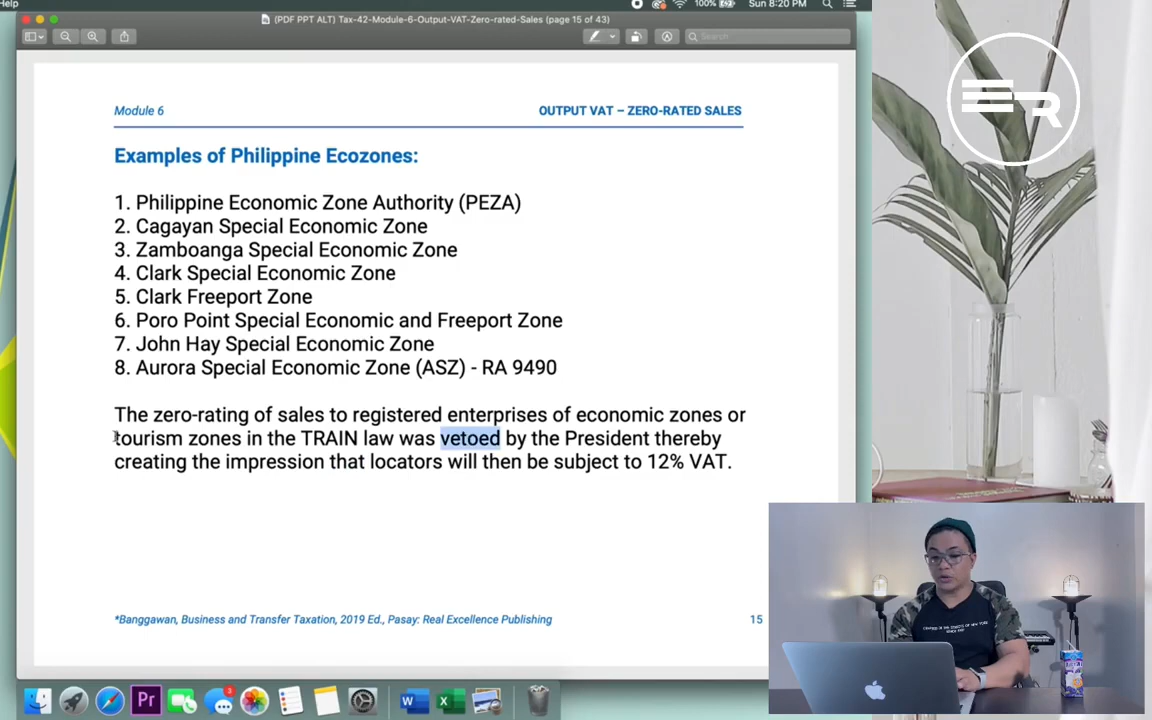 Help
100%
Sun 8:20 PM
(PDF PPT ALT) Tax-42-Module-6-Output-VAT-Zero-rated-Sales (page 15 of 43)
Search
ER
Module 6
OUTPUT VAT – ZERO-RATED SALES
Examples of Philippine Ecozones:
1. Philippine Economic Zone Authority (PEZA)
2. Cagayan Special Economic Zone
3. Zamboanga Special Economic Zone
4. Clark Special Economic Zone
5. Clark Freeport Zone
6. Poro Point Special Economic and Freeport Zone
7. John Hay Special Economic Zone
8. Aurora Special Economic Zone (ASZ) - RA 9490
The zero-rating of sales to registered enterprises of economic zones or
tourism zones in the TRAIN law was vetoed by the President thereby
creating the impression that locators will then be subject to 12% VAT.
*Banggawan, Business and Transfer Taxation, 2019 Ed., Pasay: Real Excellence Publishing
15
Pr
3
W
X